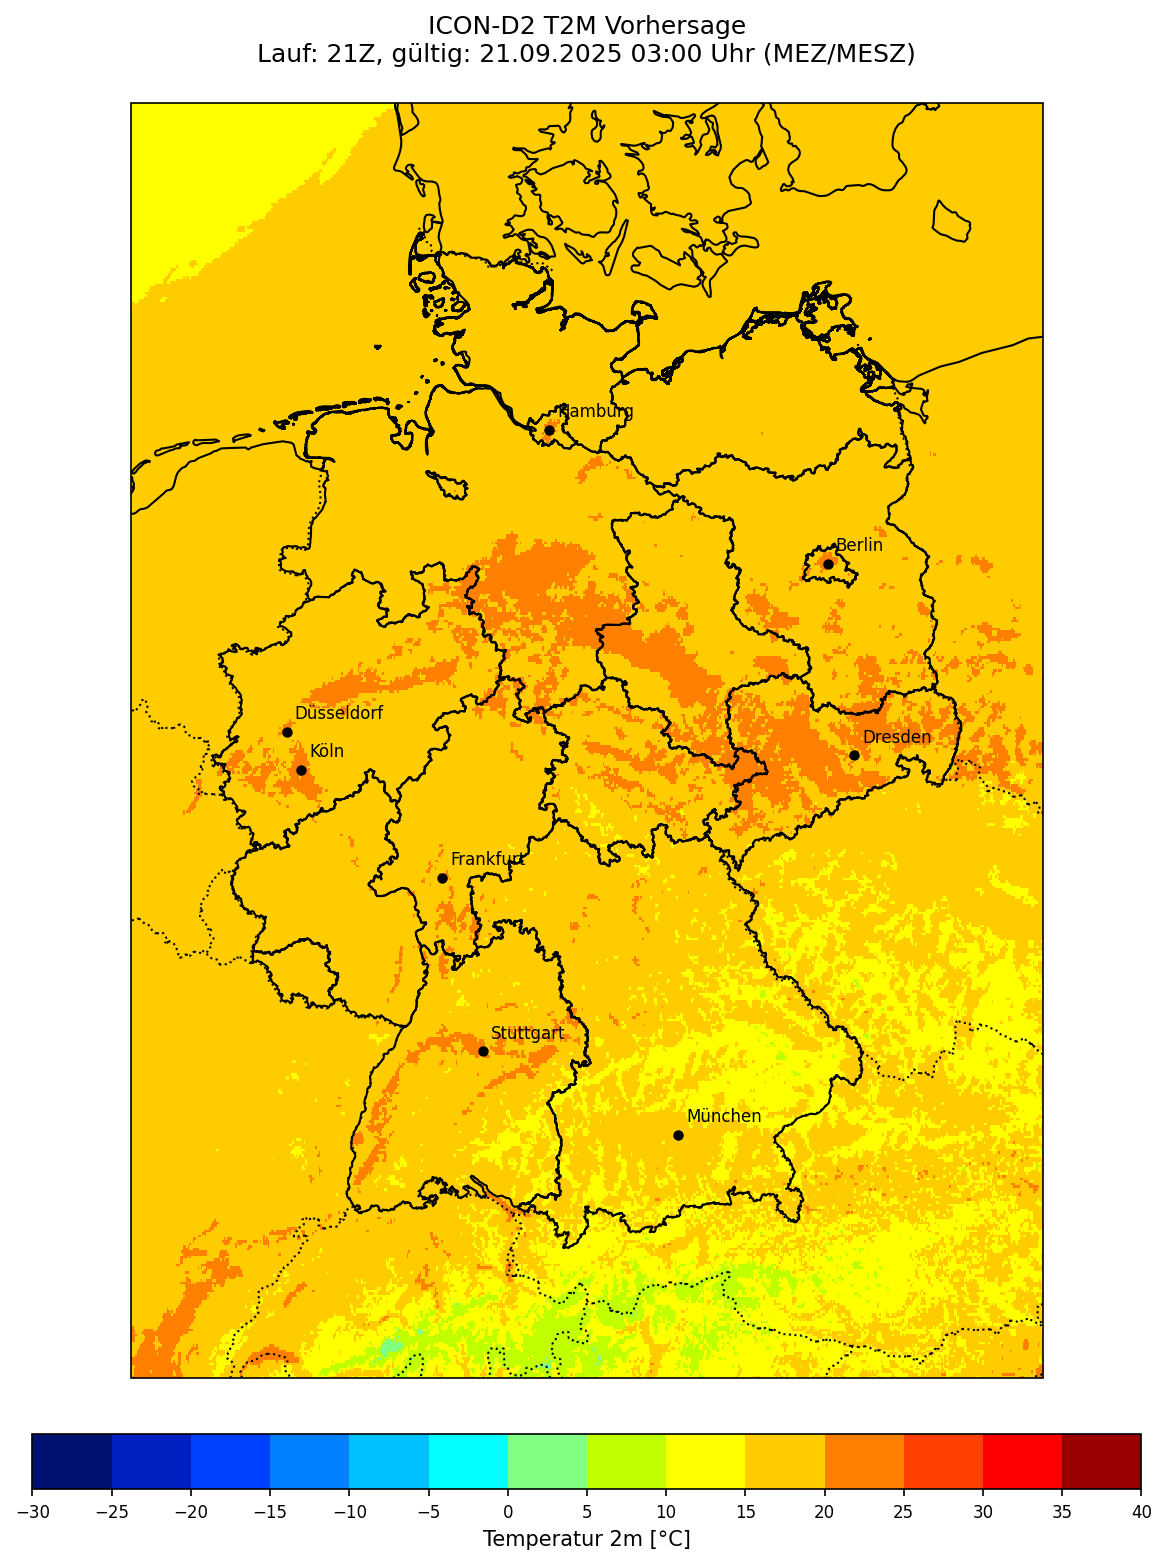 ICON-D2 T2M Vorhersage
Lauf: 21Z, gültig: 21.09.2025 03:00 Uhr (MEZ/MESZ)
Hamburg
Berlin
Düsseldorf
Dresden
Köln
Frankfurt
Stuttgart
München
−30 −25 −20 −15 −10 −5 0 5 10 15 20 25 30 35 40
Temperatur 2m [°C]